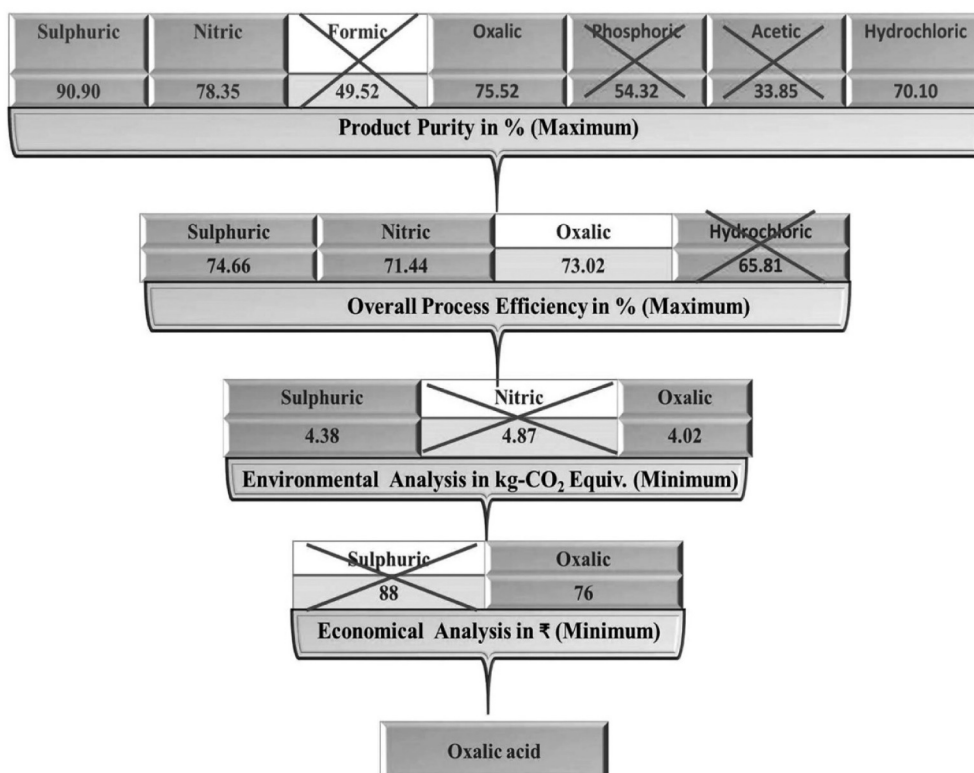 Sulphuric Nitric Formic Oxalic Phosphoric Acetic Hydrochloric
90.90 78.35 49.52 75.52 54.32 33.85 70.10
Product Purity in % (Maximum)
Sulphuric Nitric Oxalic Hydrochloric
74.66 71.44 73.02 65.81
Overall Process Efficiency in % (Maximum)
Sulphuric Nitric Oxalic
4.38 4.87 4.02
Environmental Analysis in kg-CO₂ Equiv. (Minimum)
Sulphuric Oxalic
88 76
Economical Analysis in ₹ (Minimum)
Oxalic acid